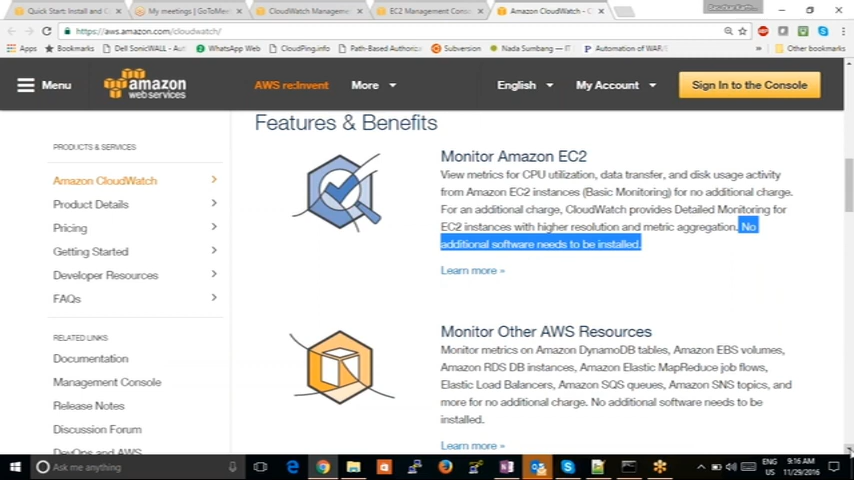 Quick Start: Install and C
My meetings | GoToMee
CloudWatch Manageme
EC2 Management Cons
Amazon CloudWatch - C
https://aws.amazon.com/cloudwatch/
Apps
Bookmarks
Dell SonicWALL - /custo
WhatsApp Web
CloudPing.info
Path-Based Authoriza
Subversion
Nada Sumbang — IT
Automation of WAR/
Other bookmarks
Menu
amazon
web services
AWS re:Invent
More
English
My Account
Sign In to the Console
PRODUCTS & SERVICES
Amazon CloudWatch
Product Details
Pricing
Getting Started
Developer Resources
FAQs
RELATED LINKS
Documentation
Management Console
Release Notes
Discussion Forum
DevOps and AWS
Features & Benefits
Monitor Amazon EC2
View metrics for CPU utilization, data transfer, and disk usage activity
from Amazon EC2 instances (Basic Monitoring) for no additional charge.
For an additional charge, CloudWatch provides Detailed Monitoring for
EC2 instances with higher resolution and metric aggregation. No
additional software needs to be installed.
Learn more »
Monitor Other AWS Resources
Monitor metrics on Amazon DynamoDB tables, Amazon EBS volumes,
Amazon RDS DB instances, Amazon Elastic MapReduce job flows,
Elastic Load Balancers, Amazon SQS queues, Amazon SNS topics, and
more for no additional charge. No additional software needs to be
installed.
Learn more »
Ask me anything
ENG
US
9:16 AM
11/29/2016